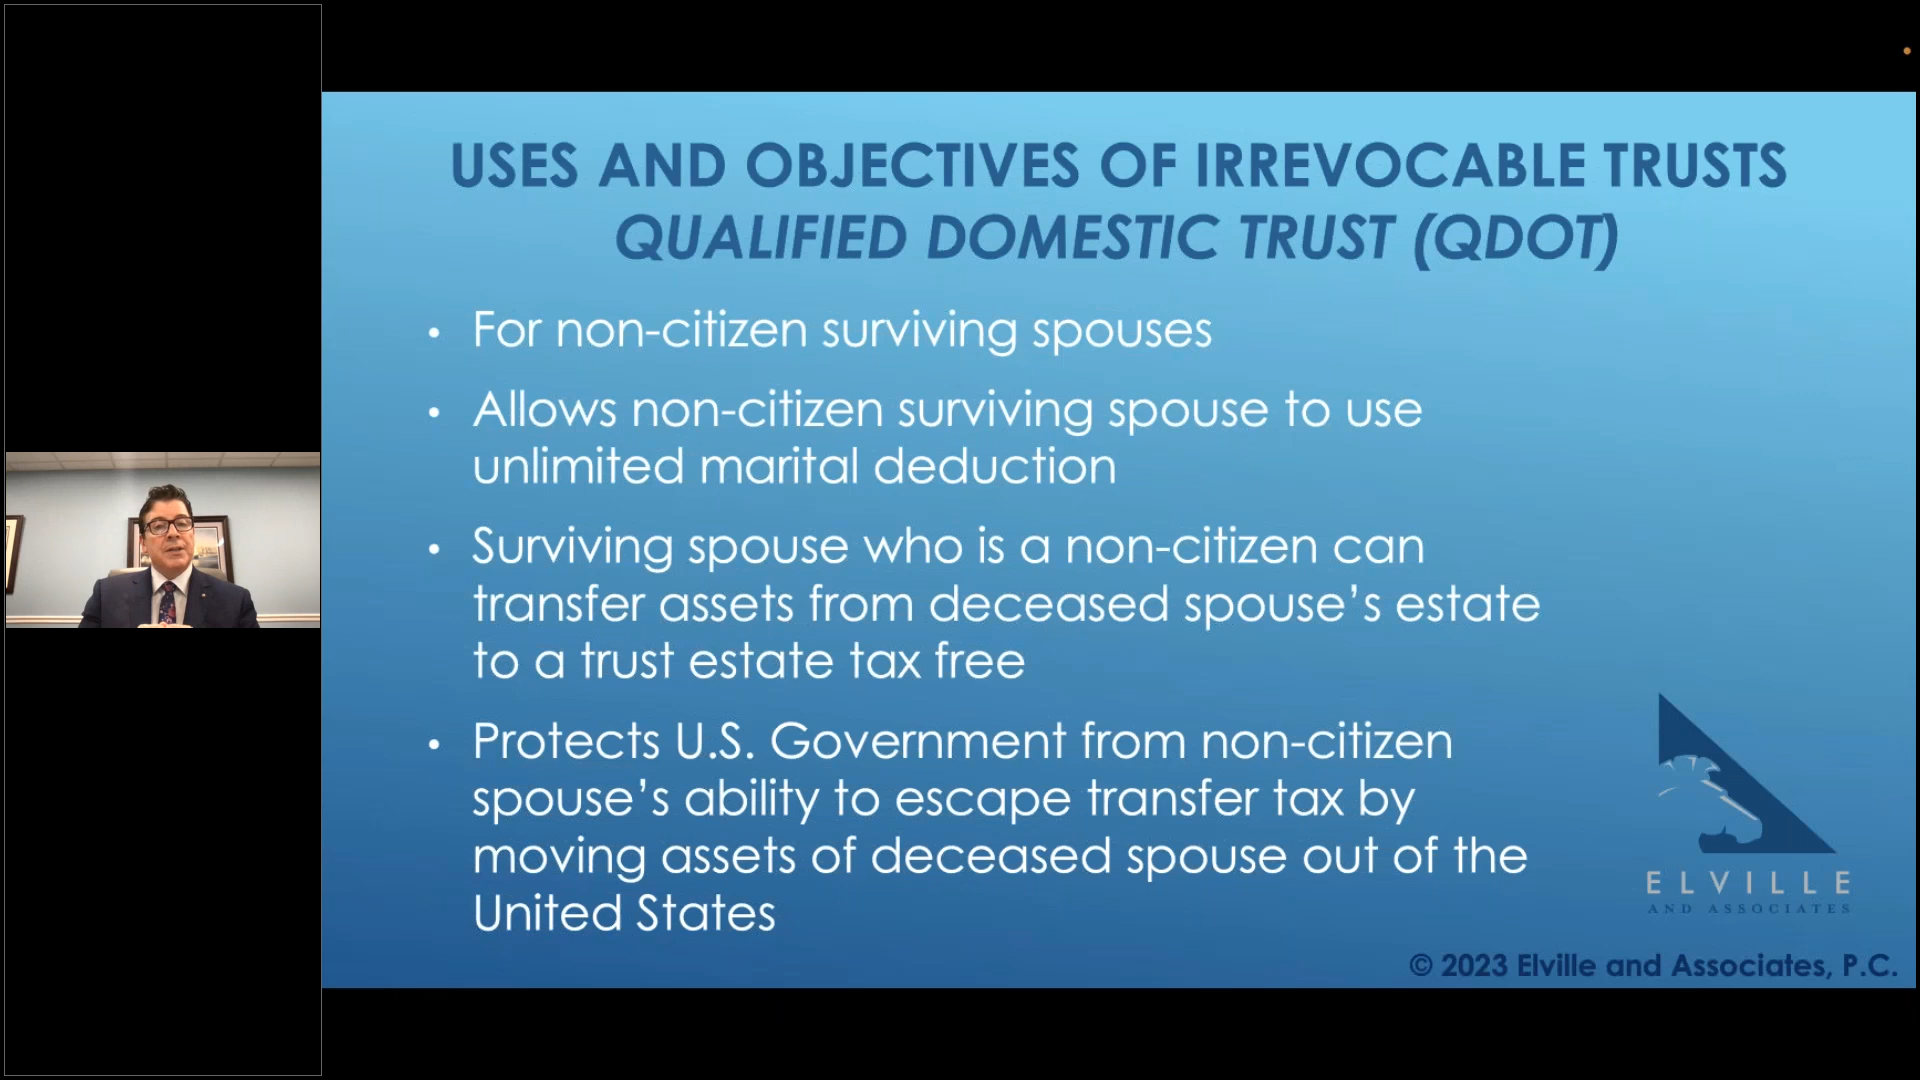 USES AND OBJECTIVES OF IRREVOCABLE TRUSTS
QUALIFIED DOMESTIC TRUST (QDOT)
• For non-citizen surviving spouses
• Allows non-citizen surviving spouse to use
unlimited marital deduction
• Surviving spouse who is a non-citizen can
transfer assets from deceased spouse’s estate
to a trust estate tax free
• Protects U.S. Government from non-citizen
spouse’s ability to escape transfer tax by
moving assets of deceased spouse out of the
United States
ELVILLE
AND ASSOCIATES
© 2023 Elville and Associates, P.C.